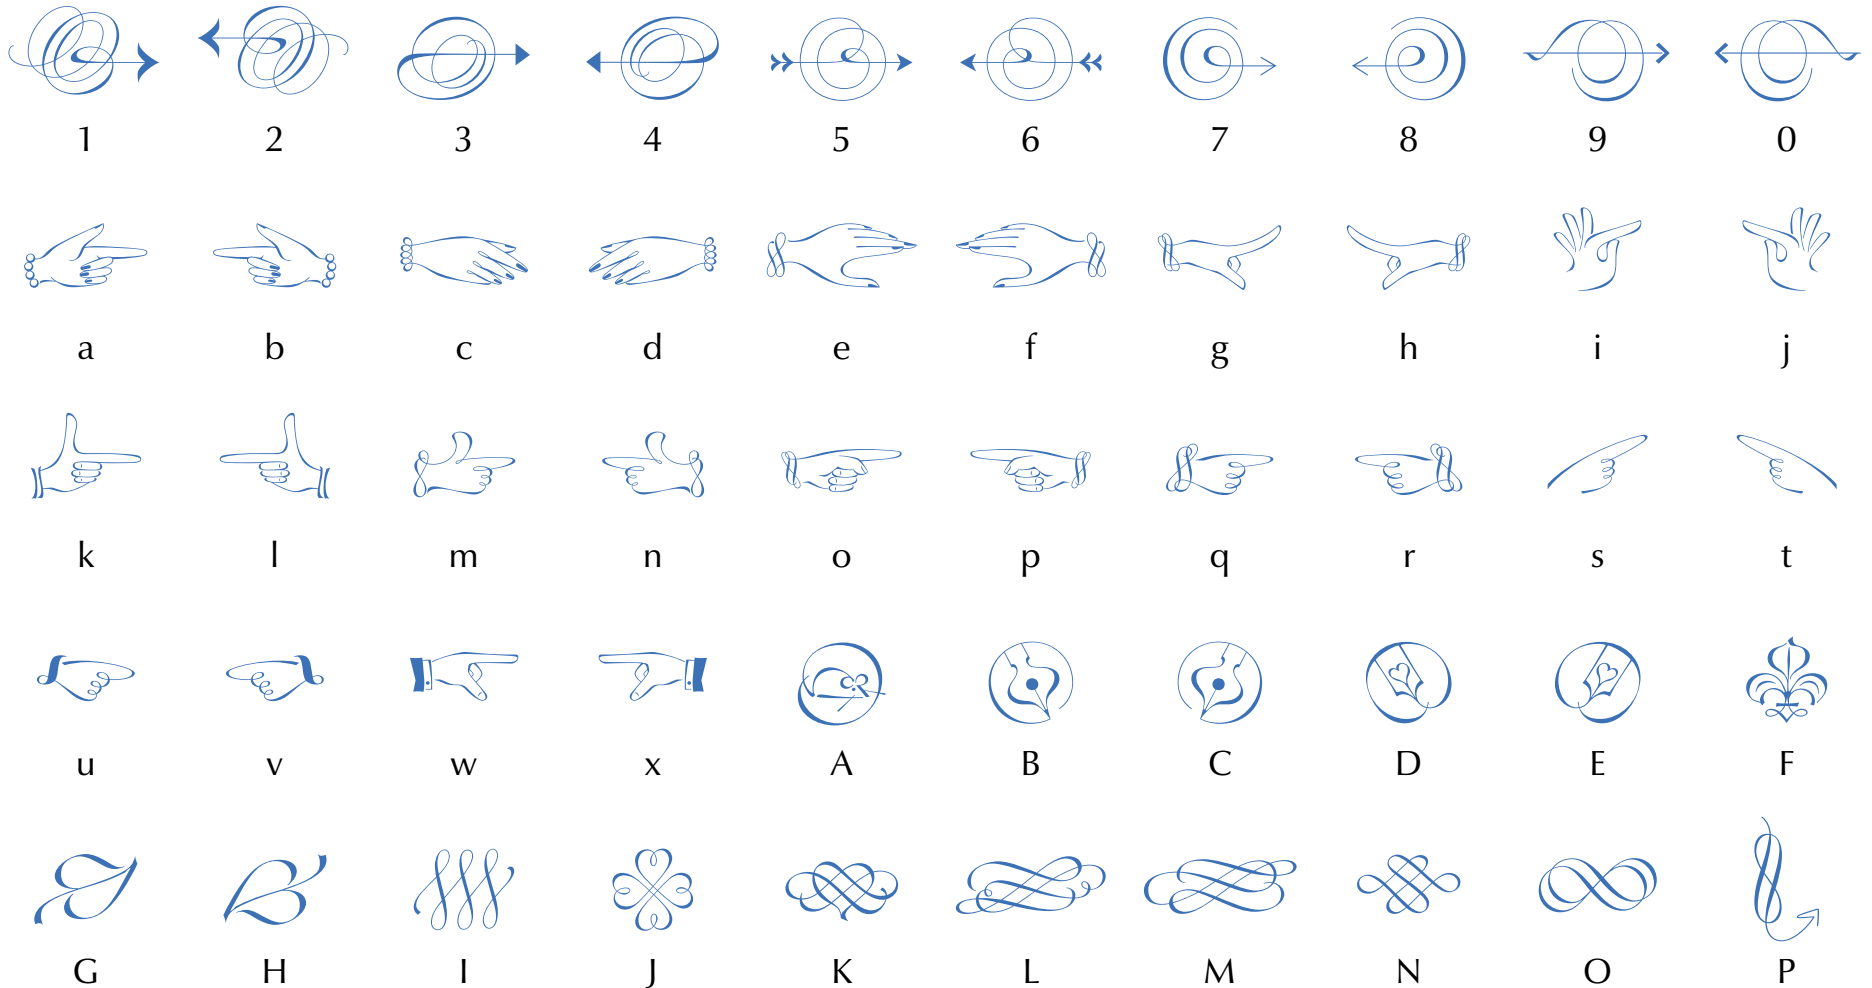 1 2 3 4 5 6 7 8 9 0
a b c d e f g h i j
k l m n o p q r s t
u v w x A B C D E F
G H I J K L M N O P